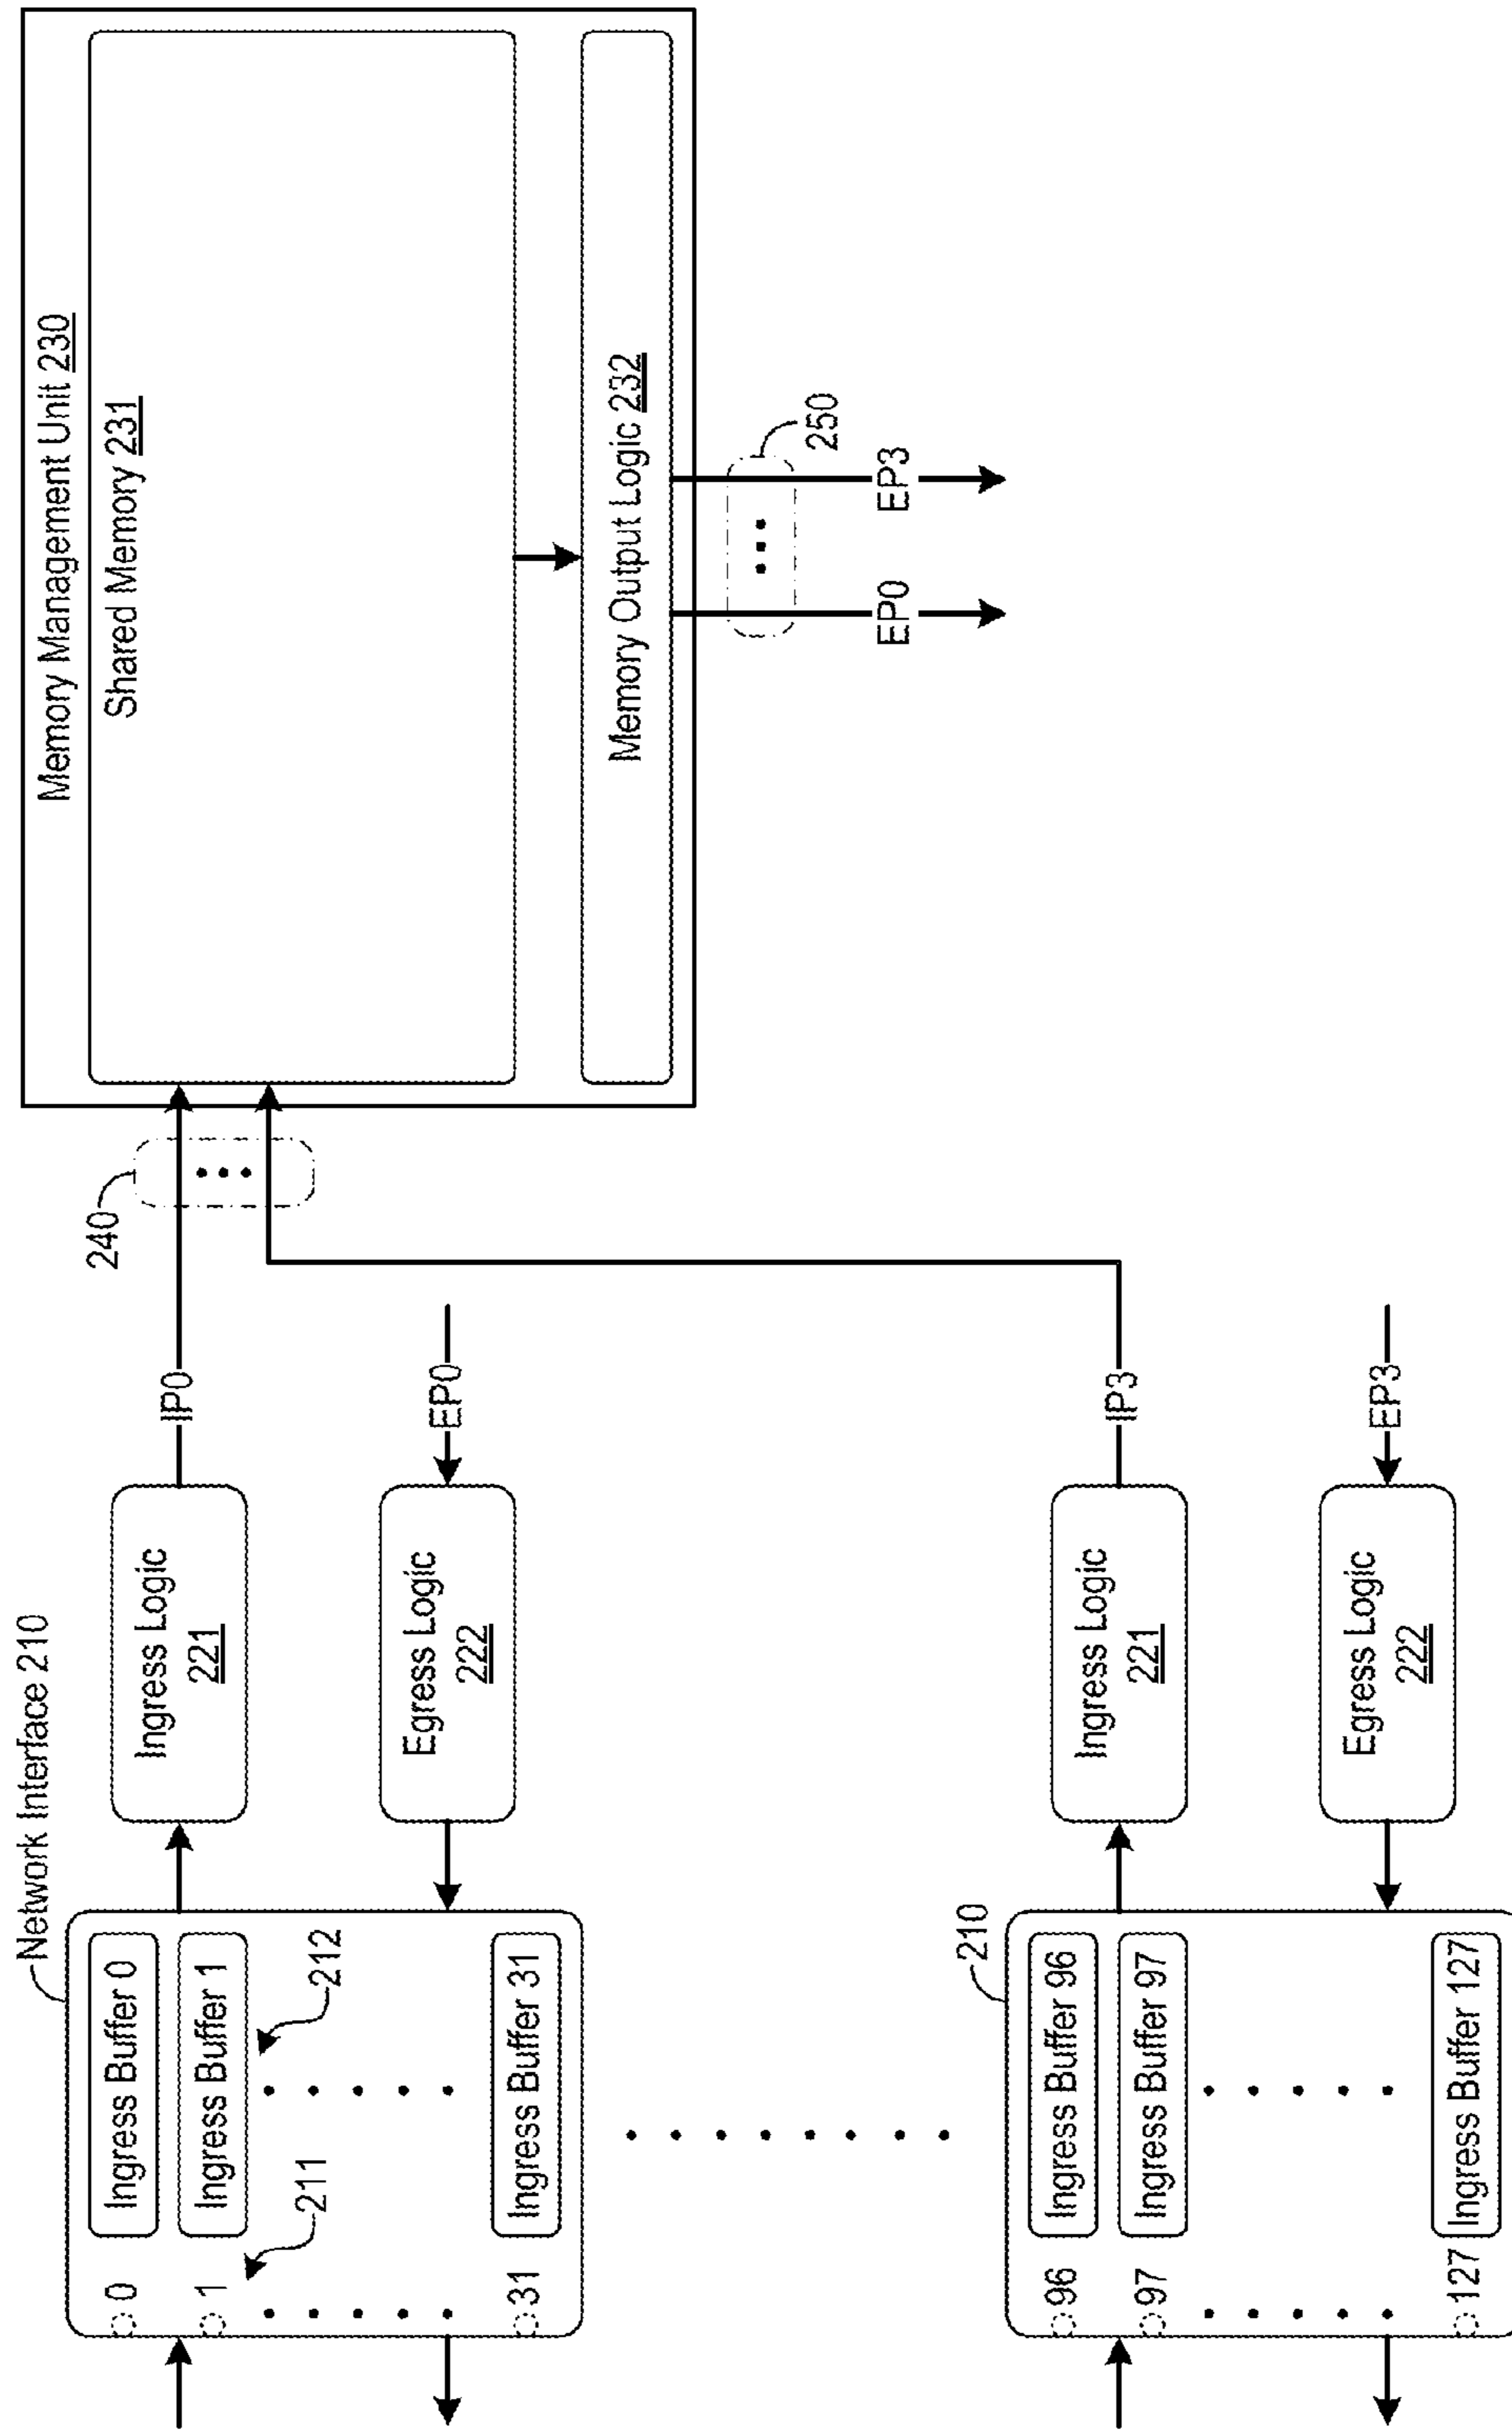 Network Interface 210
0
Ingress Buffer 0
1
Ingress Buffer 1
211
212
31
Ingress Buffer 31
Ingress Logic
221
IP0
Egress Logic
222
EP0
240
Memory Management Unit 230
Shared Memory 231
Memory Output Logic 232
250
EP0
EP3
210
96
Ingress Buffer 96
97
Ingress Buffer 97
127
Ingress Buffer 127
Ingress Logic
221
IP3
Egress Logic
222
EP3